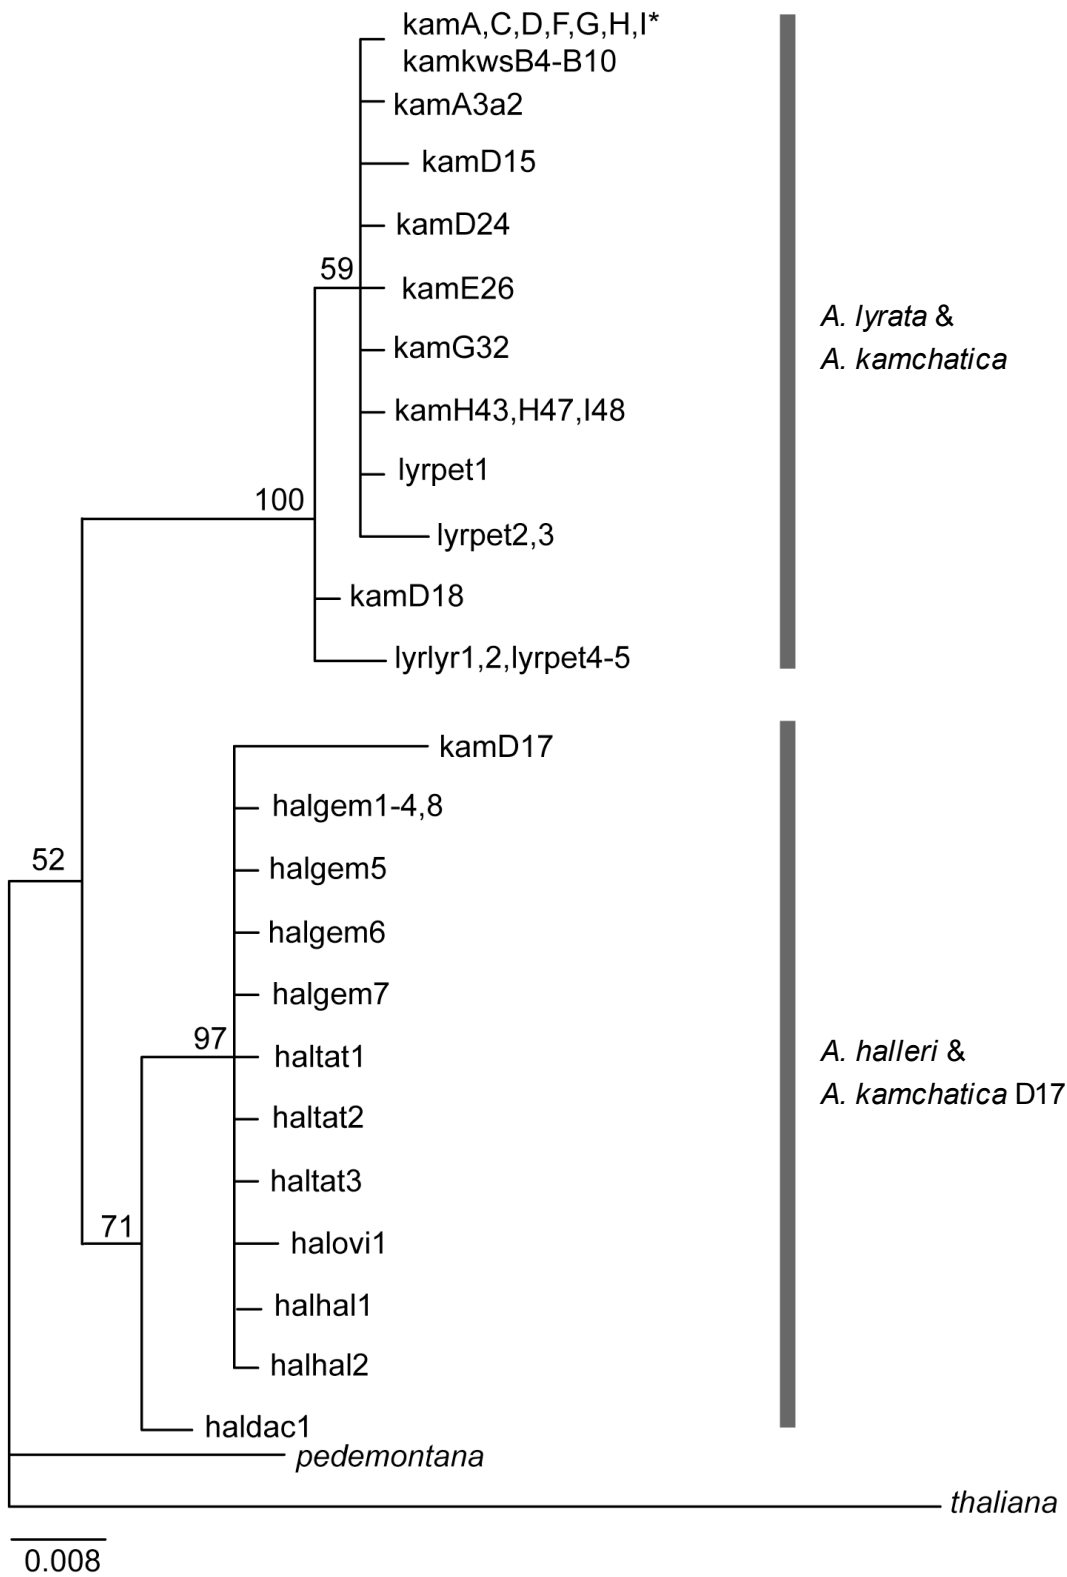 kamA,C,D,F,G,H,I*
kamkwsB4-B10
kamA3a2
kamD15
kamD24
59
kamE26
A. lyrata &
kamG32
A. kamchatica
kamH43,H47,I48
lyrpet1
100
lyrpet2,3
kamD18
lyrlyr1,2,lyrpet4-5
kamD17
halgem1-4,8
52
halgem5
halgem6
halgem7
97
haltat1
A. halleri &
A. kamchatica D17
haltat2
haltat3
71
halovi1
halhal1
halhal2
haldac1
pedemontana
thaliana
0.008